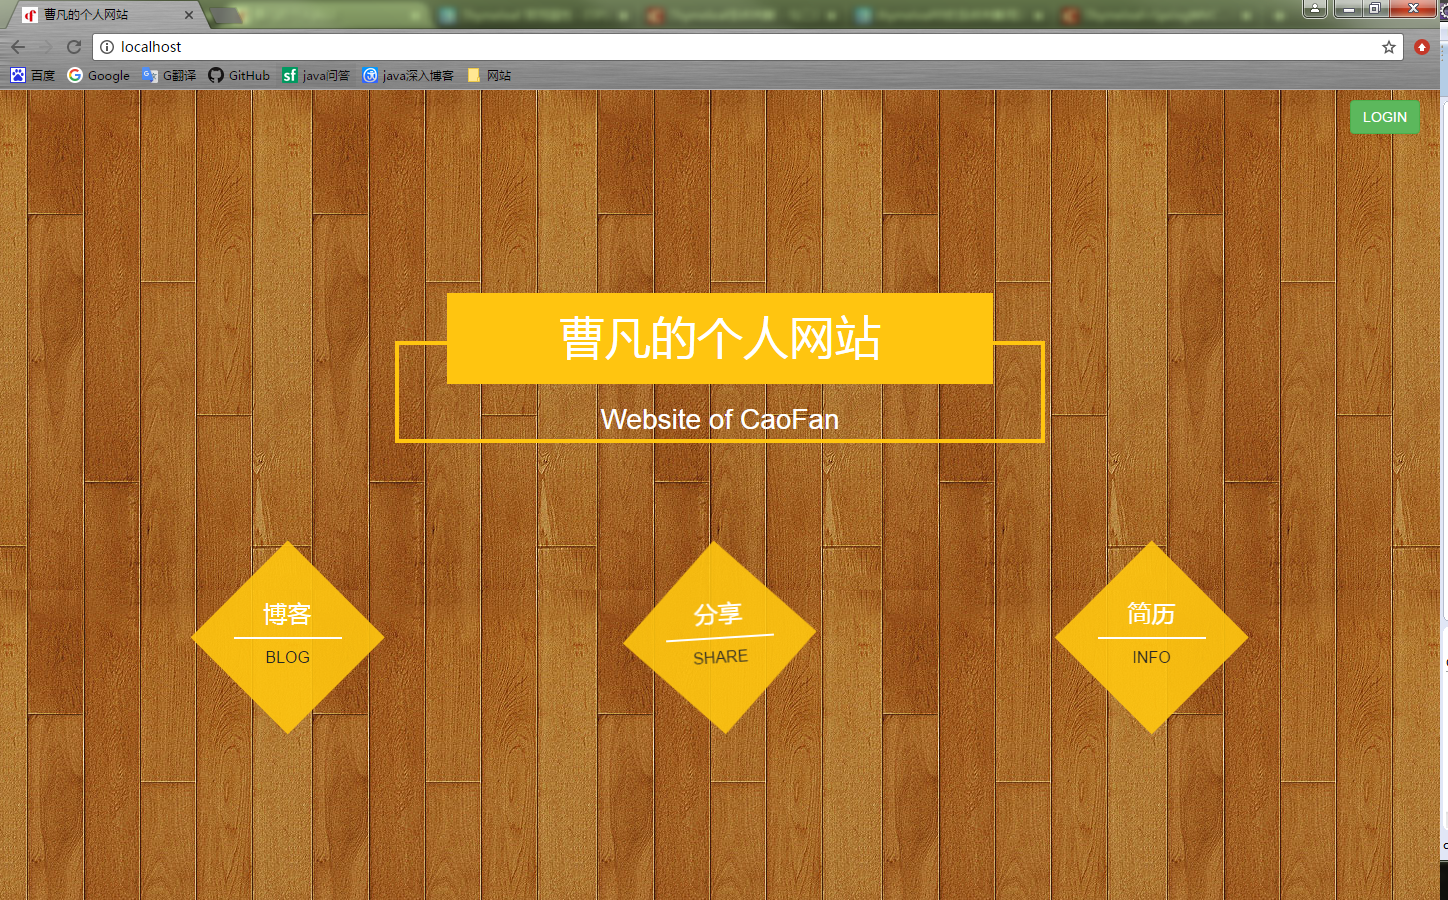 曹凡的个人网站
localhost
百度 Google G翻译 GitHub java问答 java深入博客 网站
LOGIN
曹凡的个人网站
Website of CaoFan
博客
BLOG
分享
SHARE
简历
INFO